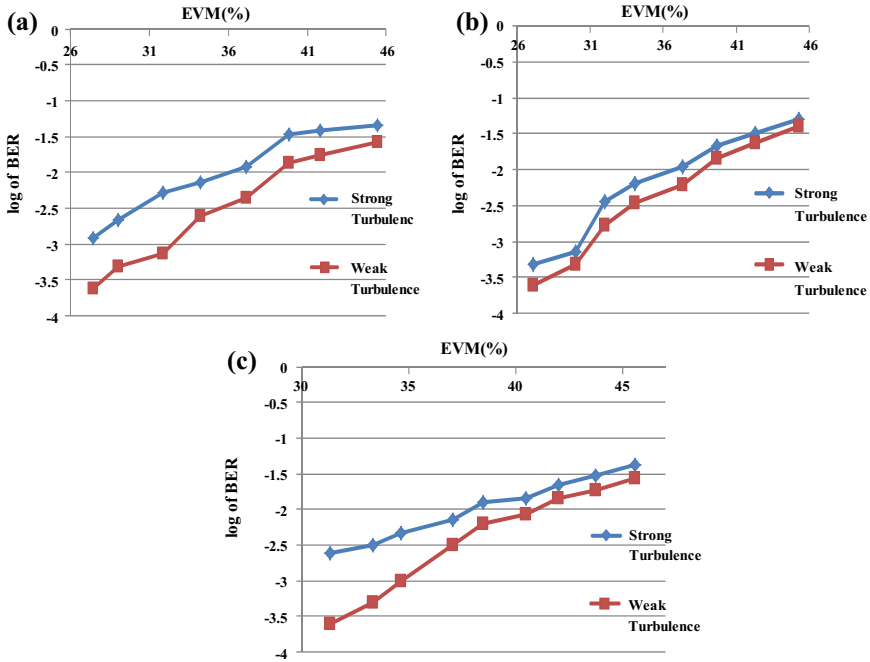 (a)
EVM(%)
0
26
31
36
41
46
-0.5
-1
-1.5
-2
-2.5
-3
-3.5
-4
log of BER
Strong
Turbulenc
Weak
Turbulence
(b)
EVM(%)
0
26
31
36
41
46
-0.5
-1
-1.5
-2
-2.5
-3
-3.5
-4
log of BER
Strong
Turbulence
Weak
Turbulence
(c)
EVM(%)
0
30
35
40
45
-0.5
-1
-1.5
-2
-2.5
-3
-3.5
-4
log of BER
Strong
Turbulence
Weak
Turbulence